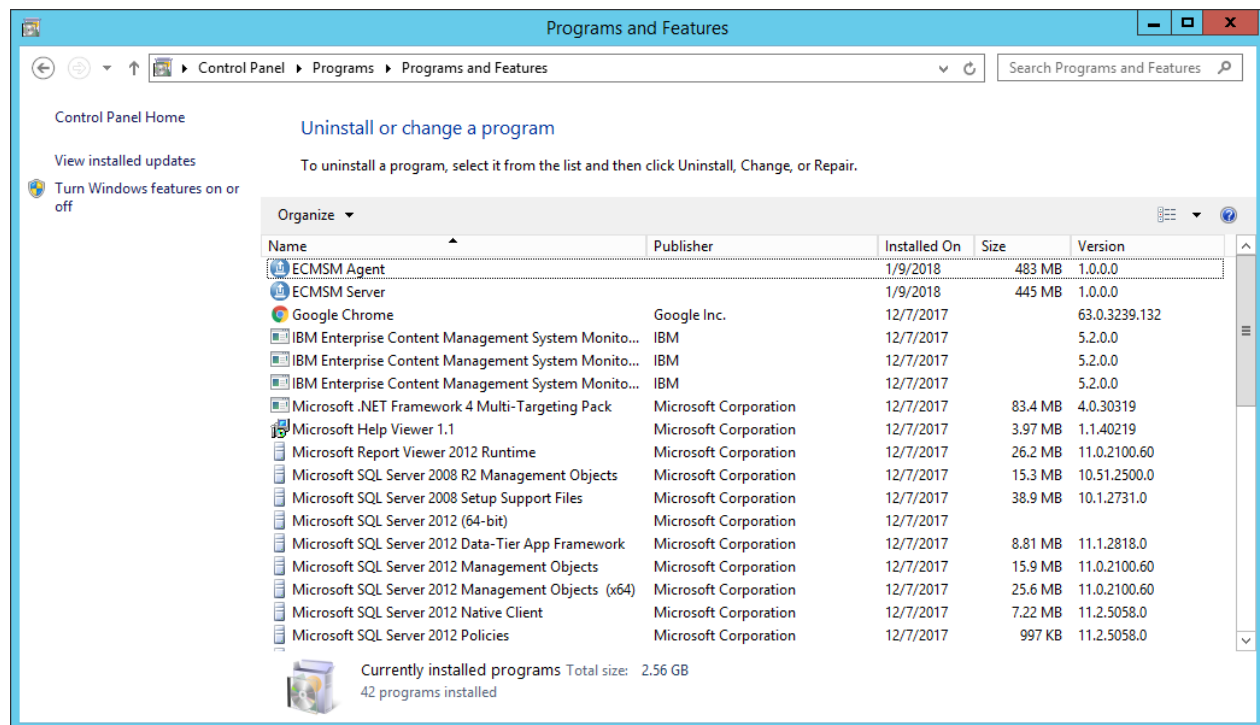 Programs and Features
Control Panel Programs Programs and Features
Search Programs and Features
Control Panel Home
View installed updates
Turn Windows features on or
off
Uninstall or change a program
To uninstall a program, select it from the list and then click Uninstall, Change, or Repair.
Organize
Name Publisher Installed On Size Version
ECMSM Agent 1/9/2018 483 MB 1.0.0.0
ECMSM Server 1/9/2018 445 MB 1.0.0.0
Google Chrome Google Inc. 12/7/2017 63.0.3239.132
IBM Enterprise Content Management System Monito... IBM 12/7/2017 5.2.0.0
IBM Enterprise Content Management System Monito... IBM 12/7/2017 5.2.0.0
IBM Enterprise Content Management System Monito... IBM 12/7/2017 5.2.0.0
Microsoft .NET Framework 4 Multi-Targeting Pack Microsoft Corporation 12/7/2017 83.4 MB 4.0.30319
Microsoft Help Viewer 1.1 Microsoft Corporation 12/7/2017 3.97 MB 1.1.40219
Microsoft Report Viewer 2012 Runtime Microsoft Corporation 12/7/2017 26.2 MB 11.0.2100.60
Microsoft SQL Server 2008 R2 Management Objects Microsoft Corporation 12/7/2017 15.3 MB 10.51.2500.0
Microsoft SQL Server 2008 Setup Support Files Microsoft Corporation 12/7/2017 38.9 MB 10.1.2731.0
Microsoft SQL Server 2012 (64-bit) Microsoft Corporation 12/7/2017
Microsoft SQL Server 2012 Data-Tier App Framework Microsoft Corporation 12/7/2017 8.81 MB 11.1.2818.0
Microsoft SQL Server 2012 Management Objects Microsoft Corporation 12/7/2017 15.9 MB 11.0.2100.60
Microsoft SQL Server 2012 Management Objects (x64) Microsoft Corporation 12/7/2017 25.6 MB 11.0.2100.60
Microsoft SQL Server 2012 Native Client Microsoft Corporation 12/7/2017 7.22 MB 11.2.5058.0
Microsoft SQL Server 2012 Policies Microsoft Corporation 12/7/2017 997 KB 11.2.5058.0
Currently installed programs Total size: 2.56 GB
42 programs installed